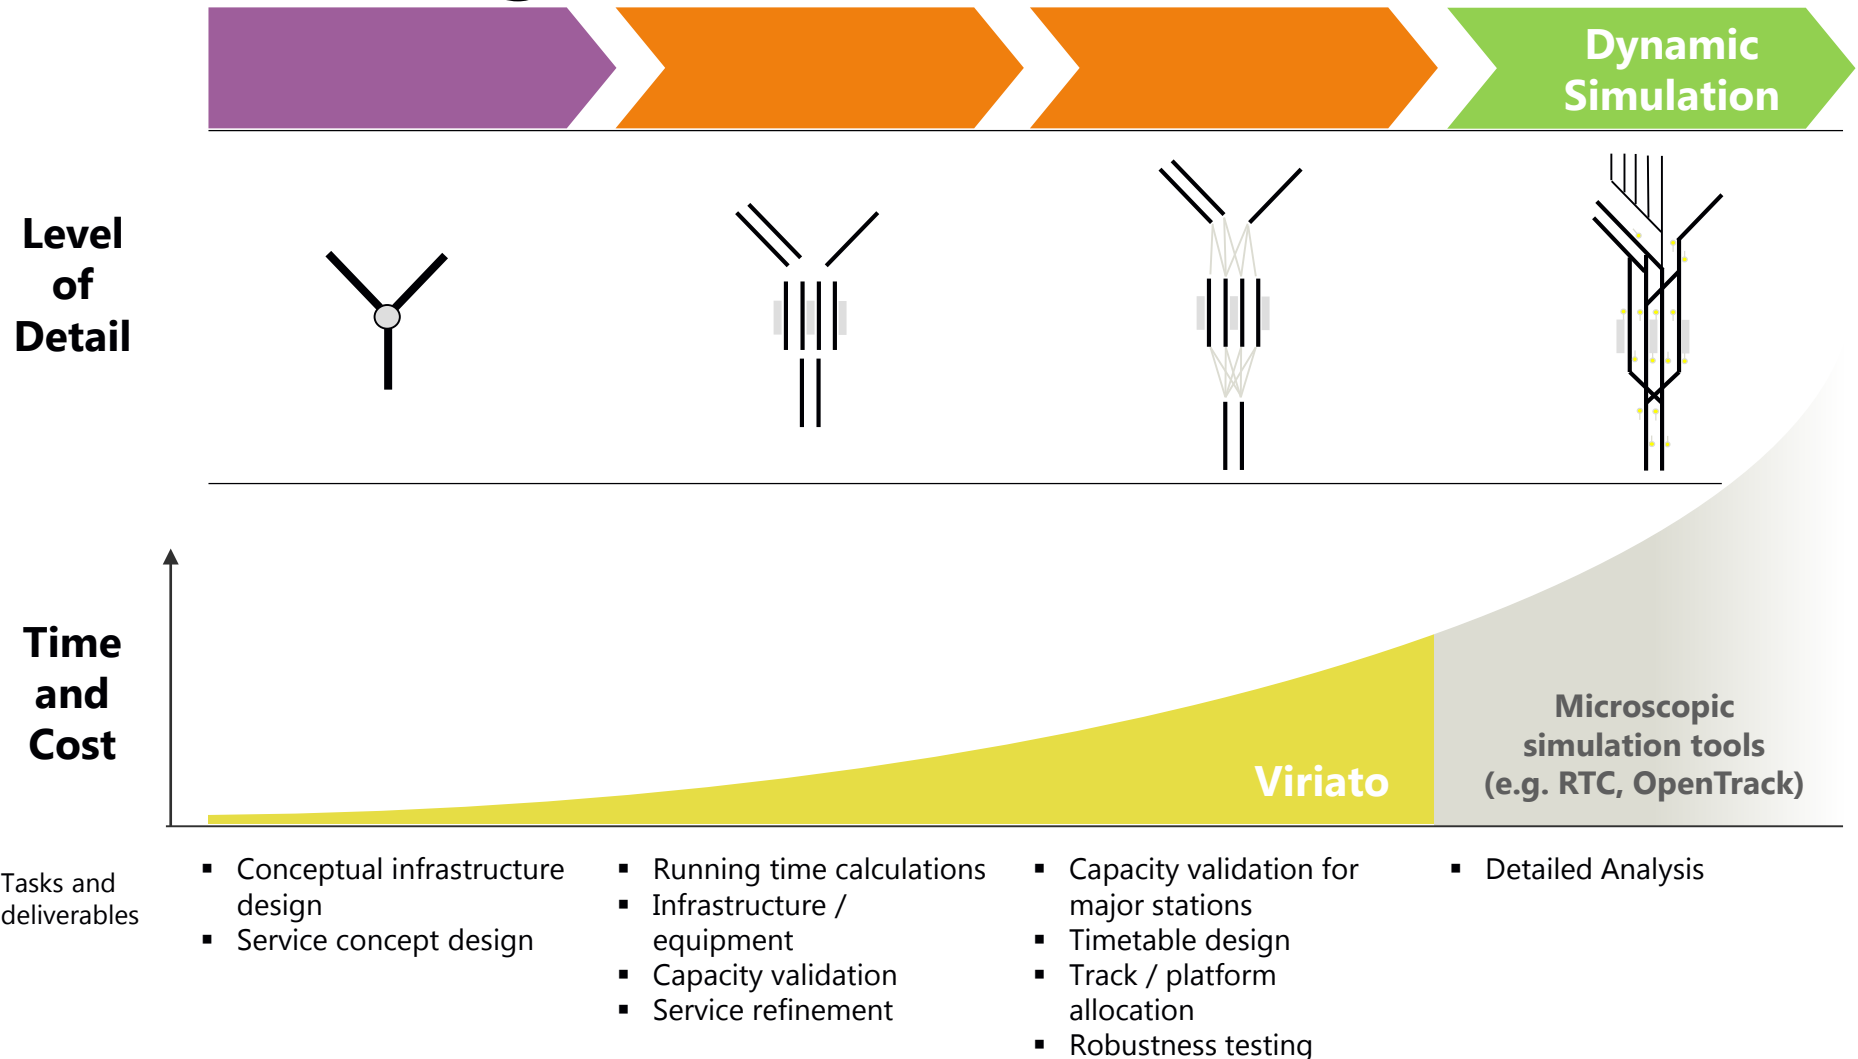 Dynamic
Simulation
Level
of
Detail
Time
and
Cost
Viriato
Microscopic
simulation tools
(e.g. RTC, OpenTrack)
Tasks and
deliverables
▪ Conceptual infrastructure
design
▪ Service concept design
▪ Running time calculations
▪ Infrastructure /
equipment
▪ Capacity validation
▪ Service refinement
▪ Capacity validation for
major stations
▪ Timetable design
▪ Track / platform
allocation
▪ Robustness testing
▪ Detailed Analysis